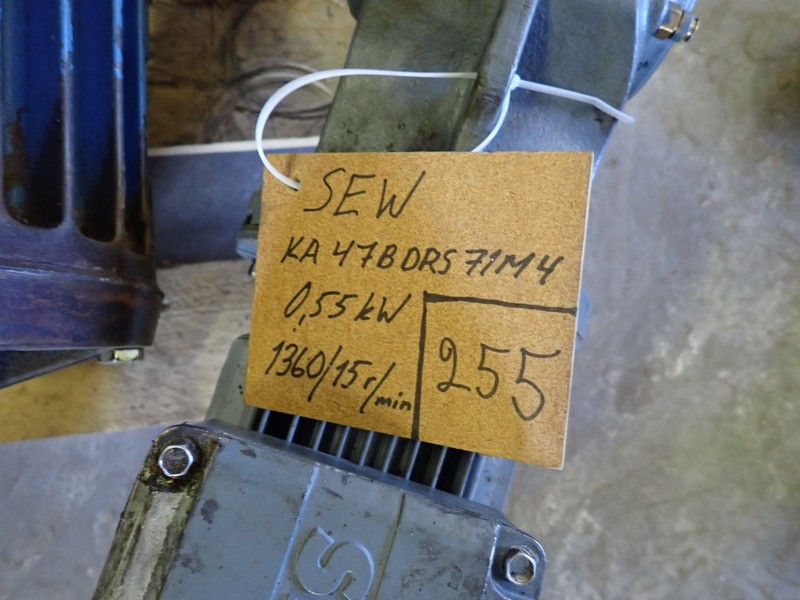 SEW
KA 47B DRS 71M4
0,55 kW
1360/15 r/min
255
S